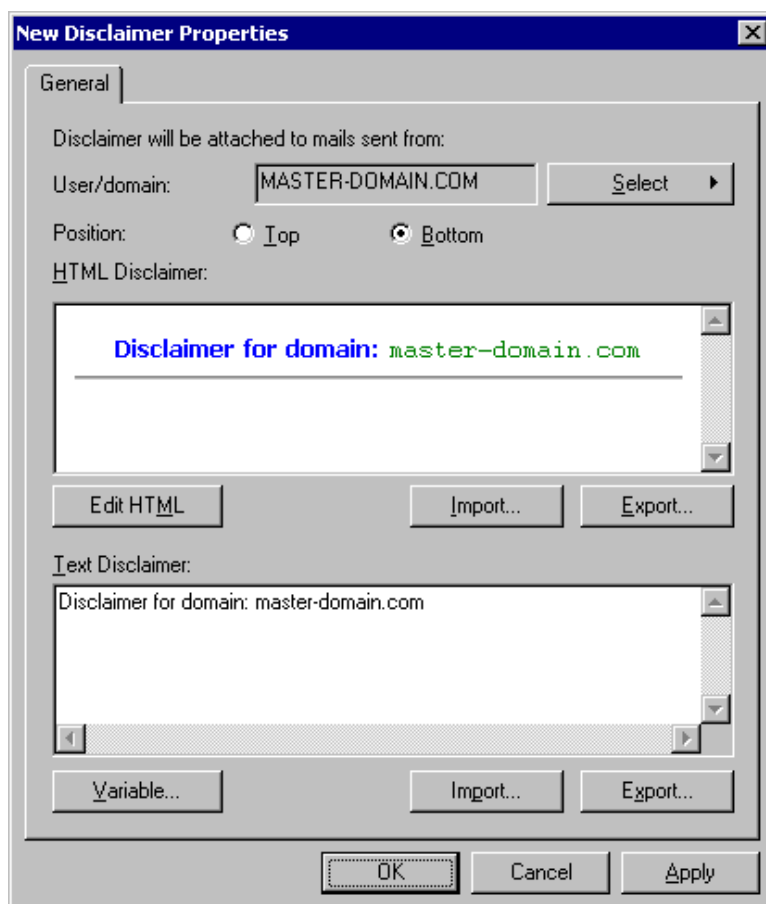 New Disclaimer Properties
General
Disclaimer will be attached to mails sent from:
User/domain: MASTER-DOMAIN.COM Select
Position: Top Bottom
HTML Disclaimer:
Disclaimer for domain: master-domain.com
Edit HTML Import... Export...
Text Disclaimer:
Disclaimer for domain: master-domain.com
Variable... Import... Export...
OK Cancel Apply